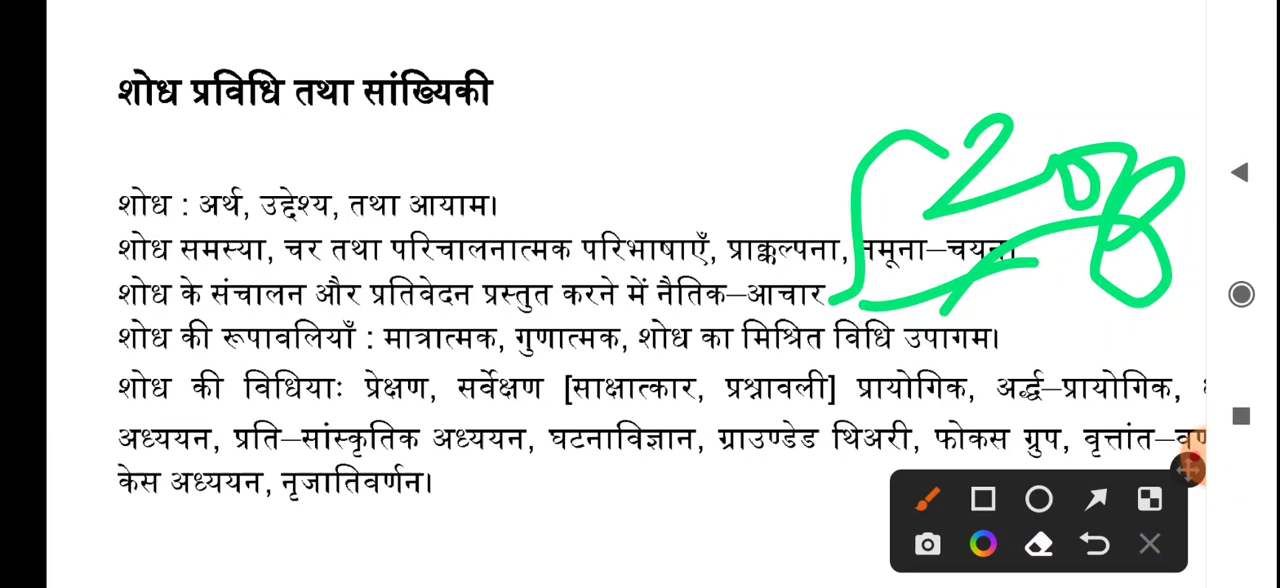 शोध प्रविधि तथा सांख्यिकी
शोध : अर्थ, उद्देश्य, तथा आयाम।
शोध समस्या, चर तथा परिचालनात्मक परिभाषाएँ, प्राक्कल्पना, नमूना–चयन।
शोध के संचालन और प्रतिवेदन प्रस्तुत करने में नैतिक–आचार
शोध की रूपावलियाँ : मात्रात्मक, गुणात्मक, शोध का मिश्रित विधि उपागम।
शोध की विधियाः प्रेक्षण, सर्वेक्षण [साक्षात्कार, प्रश्नावली] प्रायोगिक, अर्द्ध–प्रायोगिक,
अध्ययन, प्रति–सांस्कृतिक अध्ययन, घटनाविज्ञान, ग्राउण्डेड थिअरी, फोकस ग्रुप, वृत्तांत–
केस अध्ययन, नृजातिवर्णन।